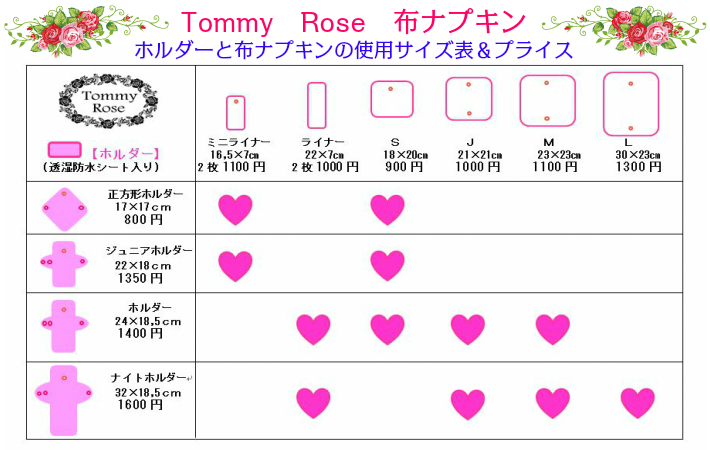 Tommy Rose 布ナプキン
ホルダーと布ナプキンの使用サイズ表&プライス
Tommy
Rose
【ホルダー】
(透湿防水シート入り)
ミニライナー
16,5×7cm
2枚 1100円
ライナー
22×7cm
2枚 1000円
S
18×20cm
900円
J
21×21cm
1000円
M
23×23cm
1100円
L
30×23cm
1300円
正方形ホルダー
17×17cm
800円
ジュニアホルダー
22×18cm
1350円
ホルダー
24×18,5cm
1400円
ナイトホルダー
32×18,5cm
1600円